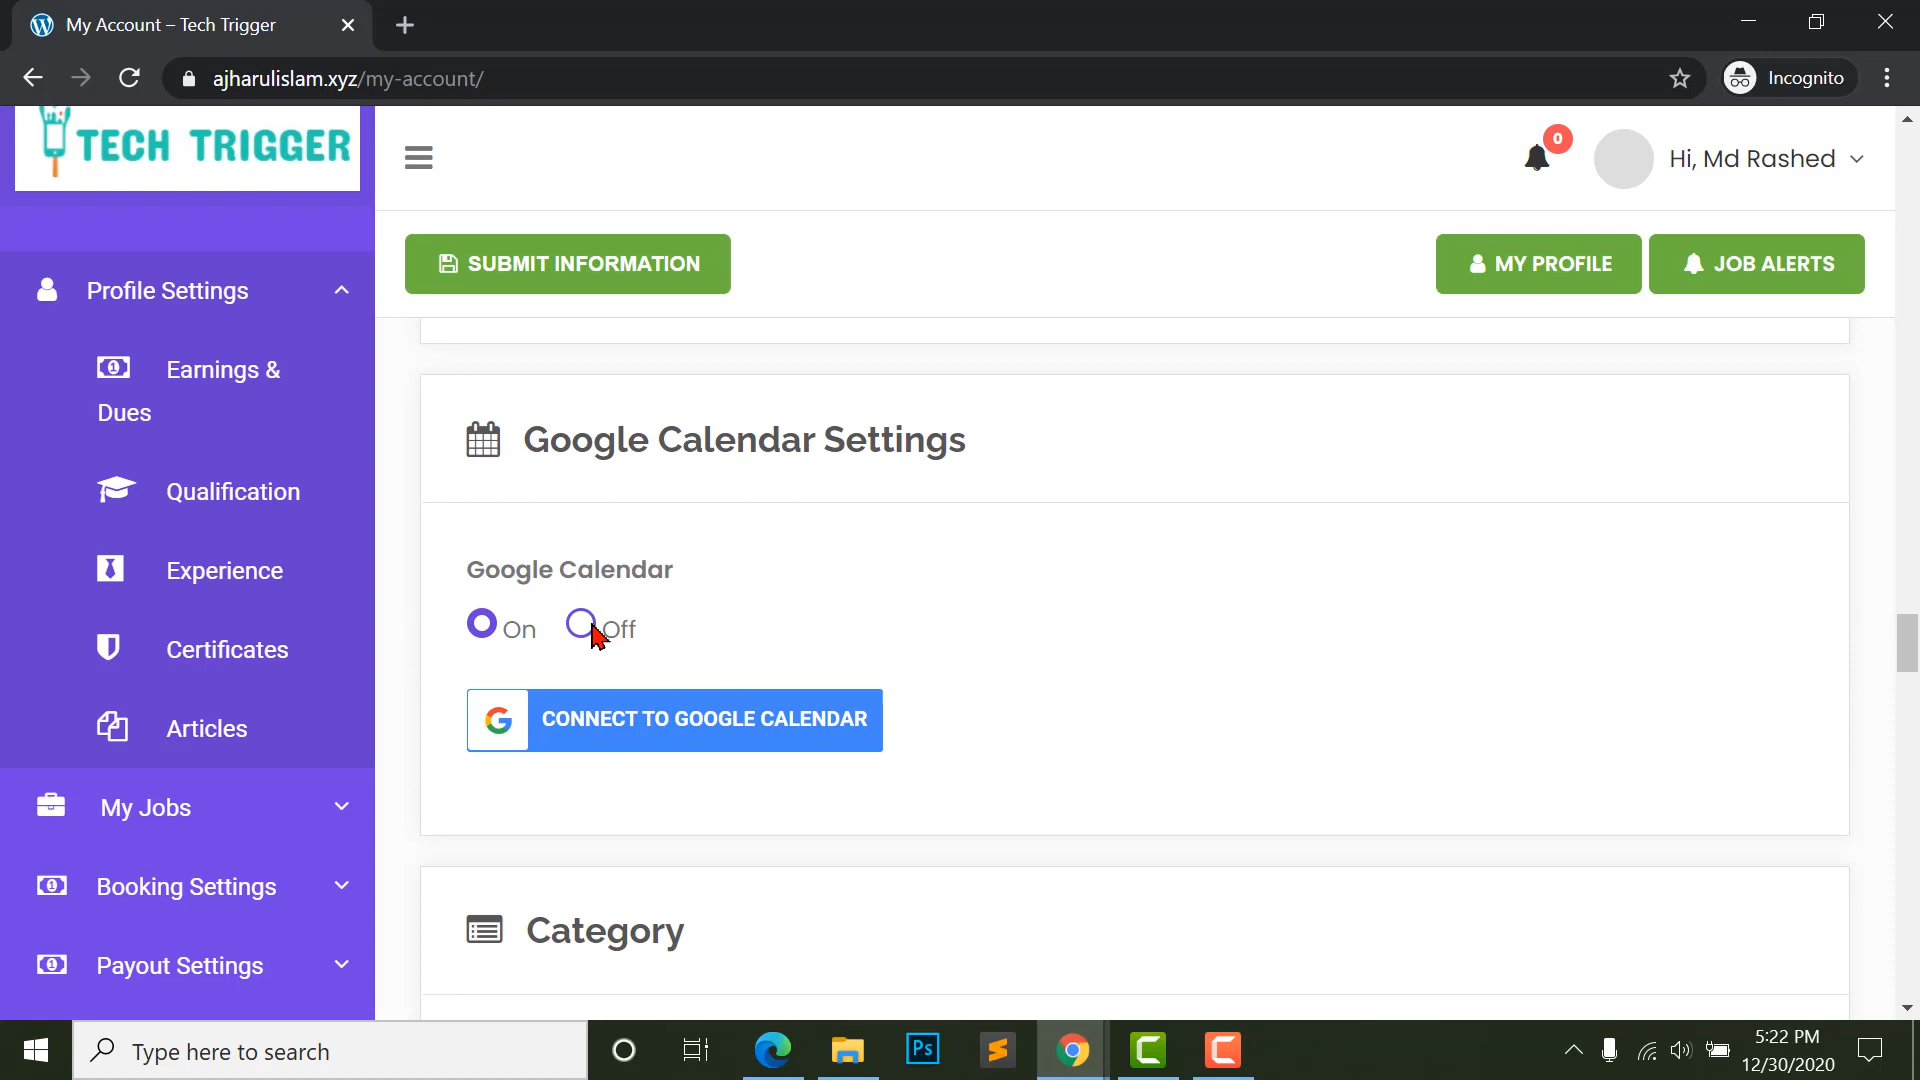 My Account – Tech Trigger
ajharulislam.xyz/my-account/
Incognito
TECH TRIGGER
0
Hi, Md Rashed
SUBMIT INFORMATION
MY PROFILE
JOB ALERTS
Profile Settings
Earnings &
Dues
Qualification
Experience
Certificates
Articles
My Jobs
Booking Settings
Payout Settings
Google Calendar Settings
Google Calendar
On
Off
G
CONNECT TO GOOGLE CALENDAR
Category
Type here to search
Ps
5:22 PM
12/30/2020